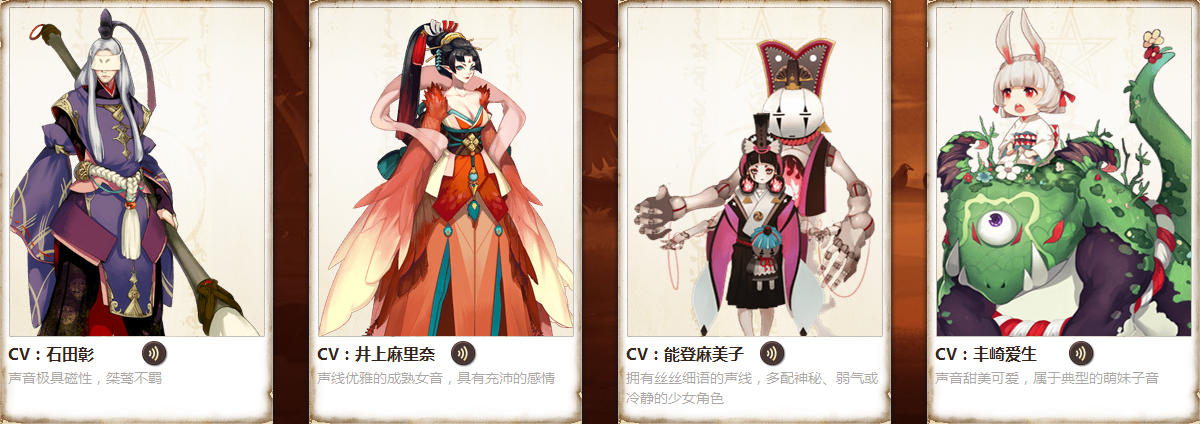 CV：石田彰
声音极具磁性，桀骜不羁
CV：井上麻里奈
声线优雅的成熟女音，具有充沛的感情
CV：能登麻美子
拥有丝丝细语的声线，多配神秘、弱气或
冷静的少女角色
CV：丰崎爱生
声音甜美可爱，属于典型的萌妹子音